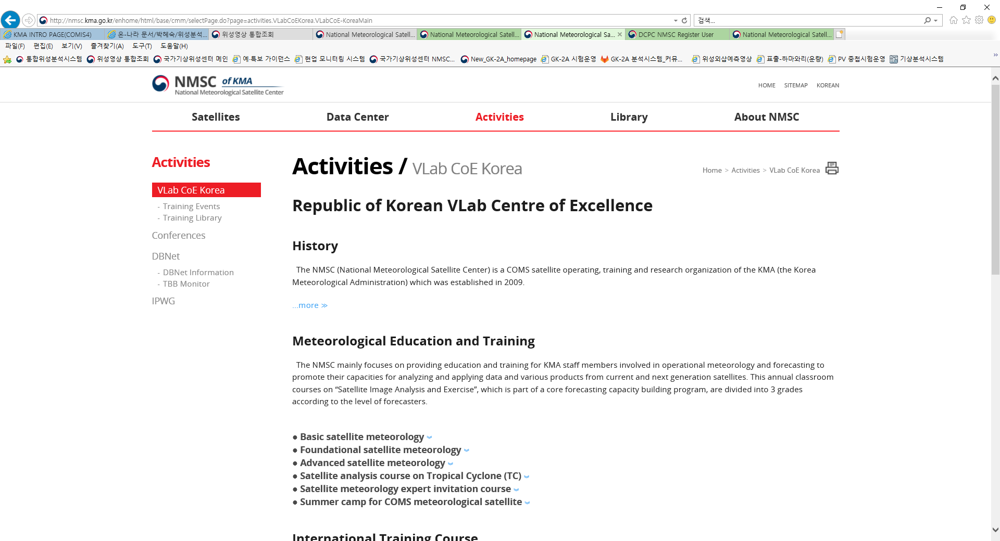 http://nmsc.kma.go.kr/enhome/html/base/cmm/selectPage.do?page=activities.VLabCoEKorea.VLabCoE-KoreaMain
검색...
KMA INTRO PAGE(COMIS4)
온-나라 문서/박혜숙/위성분석...
위성영상 통합조회
National Meteorological Satell...
National Meteorological Satell...
National Meteorological Sa...
DCPC NMSC Register User
National Meteorological Satell...
파일(F) 편집(E) 보기(V) 즐겨찾기(A) 도구(T) 도움말(H)
통합위성분석시스템 위성영상 통합조회 국가기상위성센터 메인 예·특보 가이던스 현업 모니터링 시스템 국가기상위성센터 NMSC... New_GK-2A_homepage GK-2A 시험운영 GK-2A 분석시스템_커뮤... 위성외삽예측영상 표출-하마와리(운량) PV 중첩시험운영 기상분석시스템
NMSC of KMA
National Meteorological Satellite Center
HOME SITEMAP KOREAN
Satellites Data Center Activities Library About NMSC
Activities
VLab CoE Korea
- Training Events
- Training Library
Conferences
DBNet
- DBNet Information
- TBB Monitor
IPWG
Activities / VLab CoE Korea
Home > Activities > VLab CoE Korea
Republic of Korean VLab Centre of Excellence
History
The NMSC (National Meteorological Satellite Center) is a COMS satellite operating, training and research organization of the KMA (the Korea
Meteorological Administration) which was established in 2009.
...more ≫
Meteorological Education and Training
The NMSC mainly focuses on providing education and training for KMA staff members involved in operational meteorology and forecasting to
promote their capacities for analyzing and applying data and various products from current and next generation satellites. This annual classroom
courses on “Satellite Image Analysis and Exercise”, which is part of a core forecasting capacity building program, are divided into 3 grades
according to the level of forecasters.
● Basic satellite meteorology
● Foundational satellite meteorology
● Advanced satellite meteorology
● Satellite analysis course on Tropical Cyclone (TC)
● Satellite meteorology expert invitation course
● Summer camp for COMS meteorological satellite
International Training Course